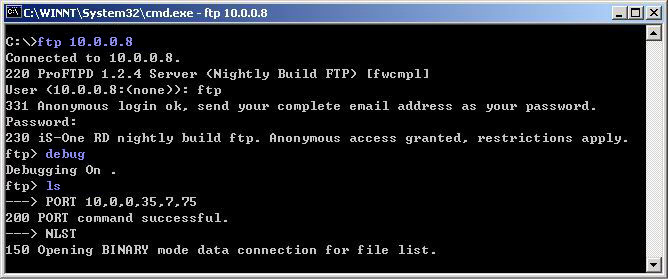 C:\WINNT\System32\cmd.exe - ftp 10.0.0.8
C:\>ftp 10.0.0.8
Connected to 10.0.0.8.
220 ProFTPD 1.2.4 Server (Nightly Build FTP) [fwcmpl]
User (10.0.0.8:(none)): ftp
331 Anonymous login ok, send your complete email address as your password.
Password:
230 iS-One RD nightly build ftp. Anonymous access granted, restrictions apply.
ftp> debug
Debugging On .
ftp> ls
---> PORT 10,0,0,35,7,75
200 PORT command successful.
---> NLST
150 Opening BINARY mode data connection for file list.